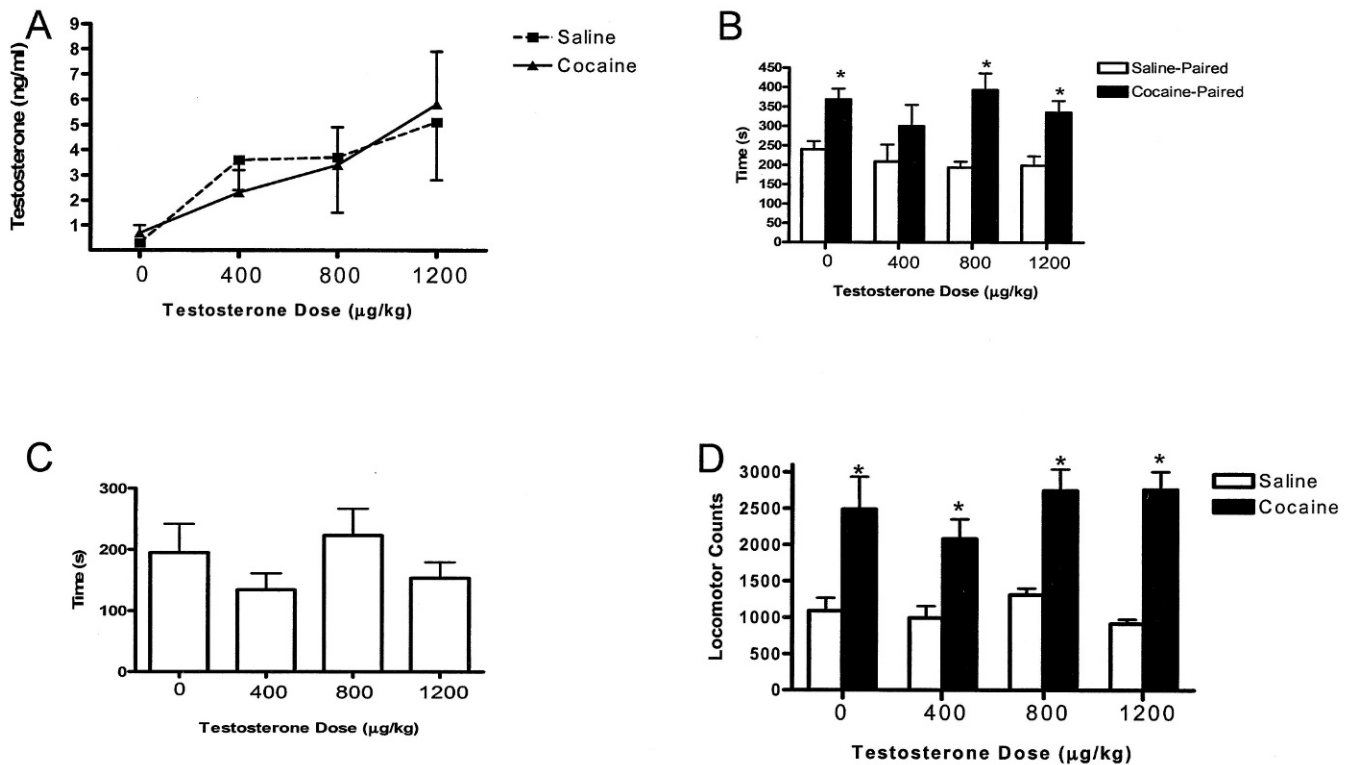 A
Testosterone (ng/ml)
9
8
7
6
5
4
3
2
1
0 400 800 1200
Testosterone Dose (µg/kg)
Saline
Cocaine
B
Time (s)
450
400
350
300
250
200
150
100
50
0
* * *
0 400 800 1200
Testosterone Dose (µg/kg)
Saline-Paired
Cocaine-Paired
C
Time (s)
300
200
100
0
0 400 800 1200
Testosterone Dose (µg/kg)
D
Locomotor Counts
3000
2500
2000
1500
1000
500
0
* * * *
0 400 800 1200
Testosterone Dose (µg/kg)
Saline
Cocaine